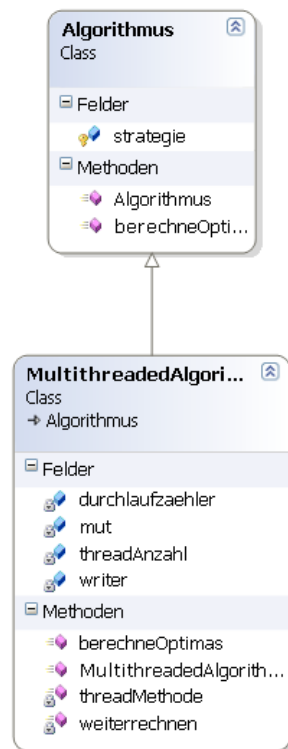 Algorithmus
Class
Felder
strategie
Methoden
Algorithmus
berechneOpti...
MultithreadedAlgori...
Class
Algorithmus
Felder
durchlaufzaehler
mut
threadAnzahl
writer
Methoden
berechneOptimas
MultithreadedAlgorith...
threadMethode
weiterrechnen